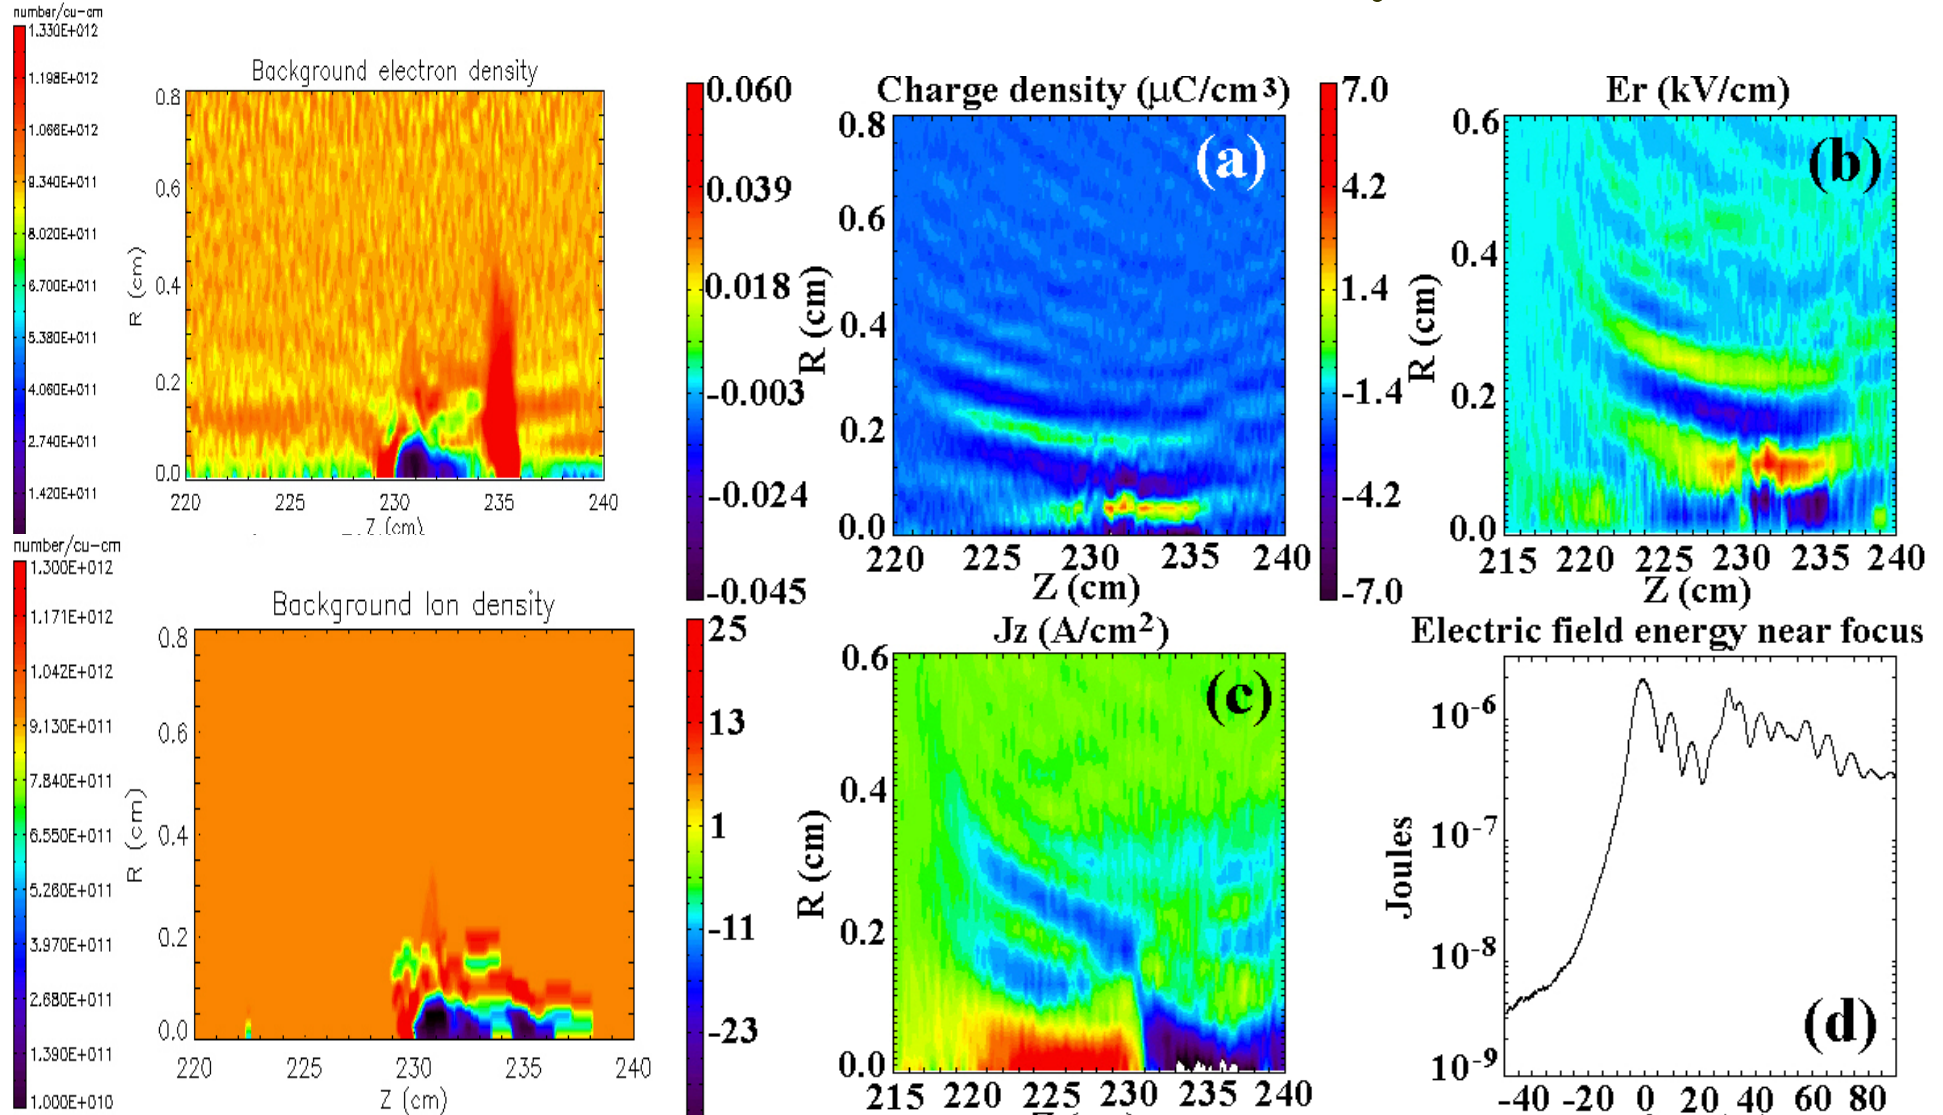 number/cu-cm
1.330E+012
1.198E+012
1.066E+012
9.340E+011
8.020E+011
6.700E+011
5.380E+011
4.060E+011
2.740E+011
1.420E+011
Background electron density
R (cm)
0.8
0.6
0.4
0.2
0.0
220 225 230 235 240
Z (cm)
number/cu-cm
1.300E+012
1.171E+012
1.042E+012
9.130E+011
7.840E+011
6.550E+011
5.260E+011
3.970E+011
2.680E+011
1.390E+011
1.000E+010
Background Ion density
R (cm)
0.8
0.6
0.4
0.2
0.0
220 225 230 235 240
Z (cm)
0.060
0.039
0.018
-0.003
-0.024
-0.045
Charge density (μC/cm³)
(a)
R (cm)
0.8
0.6
0.4
0.2
0.0
220 225 230 235 240
Z (cm)
7.0
4.2
1.4
-1.4
-4.2
-7.0
Er (kV/cm)
(b)
R (cm)
0.6
0.4
0.2
0.0
215 220 225 230 235 240
Z (cm)
25
13
1
-11
-23
Jz (A/cm²)
(c)
R (cm)
0.6
0.4
0.2
0.0
215 220 225 230 235 240
Electric field energy near focus
(d)
Joules
10⁻⁶
10⁻⁷
10⁻⁸
10⁻⁹
-40 -20 0 20 40 60 80